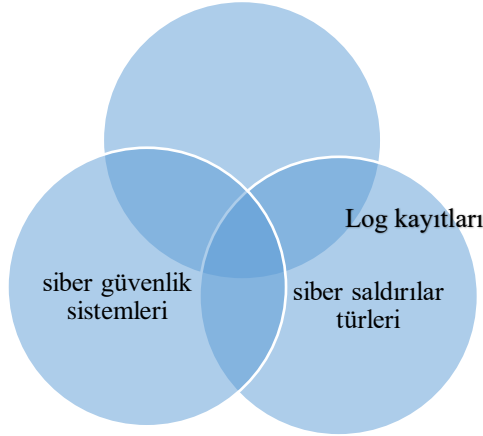 Log kayıtları
siber güvenlik
sistemleri
siber saldırılar
türleri